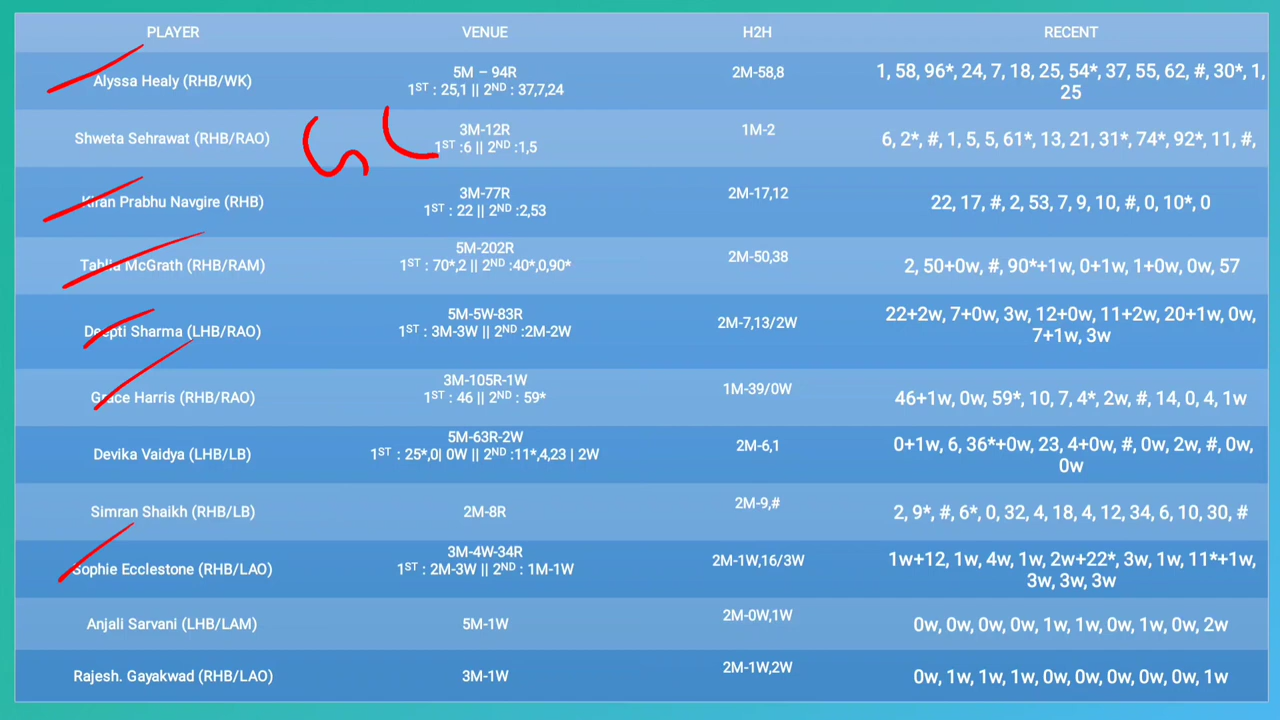 PLAYER VENUE H2H RECENT
Alyssa Healy (RHB/WK) 5M – 94R 2M-58,8 1, 58, 96*, 24, 7, 18, 25, 54*, 37, 55, 62, #, 30*, 1,
1ST : 25,1 || 2ND : 37,7,24 25
Shweta Sehrawat (RHB/RAO) 3M-12R 1M-2 6, 2*, #, 1, 5, 5, 61*, 13, 21, 31*, 74*, 92*, 11, #,
1ST :6 || 2ND :1,5
Kiran Prabhu Navgire (RHB) 3M-77R 2M-17,12 22, 17, #, 2, 53, 7, 9, 10, #, 0, 10*, 0
1ST : 22 || 2ND :2,53
Tahlia McGrath (RHB/RAM) 5M-202R 2M-50,38 2, 50+0w, #, 90*+1w, 0+1w, 1+0w, 0w, 57
1ST : 70*,2 || 2ND :40*,0,90*
Deepti Sharma (LHB/RAO) 5M-5W-83R 2M-7,13/2W 22+2w, 7+0w, 3w, 12+0w, 11+2w, 20+1w, 0w,
1ST : 3M-3W || 2ND :2M-2W 7+1w, 3w
Grace Harris (RHB/RAO) 3M-105R-1W 1M-39/0W 46+1w, 0w, 59*, 10, 7, 4*, 2w, #, 14, 0, 4, 1w
1ST : 46 || 2ND : 59*
Devika Vaidya (LHB/LB) 5M-63R-2W 2M-6,1 0+1w, 6, 36*+0w, 23, 4+0w, #, 0w, 2w, #, 0w,
1ST : 25*,0| 0W || 2ND :11*,4,23 | 2W 0w
Simran Shaikh (RHB/LB) 2M-8R 2M-9,# 2, 9*, #, 6*, 0, 32, 4, 18, 4, 12, 34, 6, 10, 30, #
Sophie Ecclestone (RHB/LAO) 3M-4W-34R 2M-1W,16/3W 1w+12, 1w, 4w, 1w, 2w+22*, 3w, 1w, 11*+1w,
1ST : 2M-3W || 2ND : 1M-1W 3w, 3w, 3w
Anjali Sarvani (LHB/LAM) 5M-1W 2M-0W,1W 0w, 0w, 0w, 0w, 1w, 1w, 0w, 1w, 0w, 2w
Rajesh. Gayakwad (RHB/LAO) 3M-1W 2M-1W,2W 0w, 1w, 1w, 1w, 0w, 0w, 0w, 0w, 0w, 1w